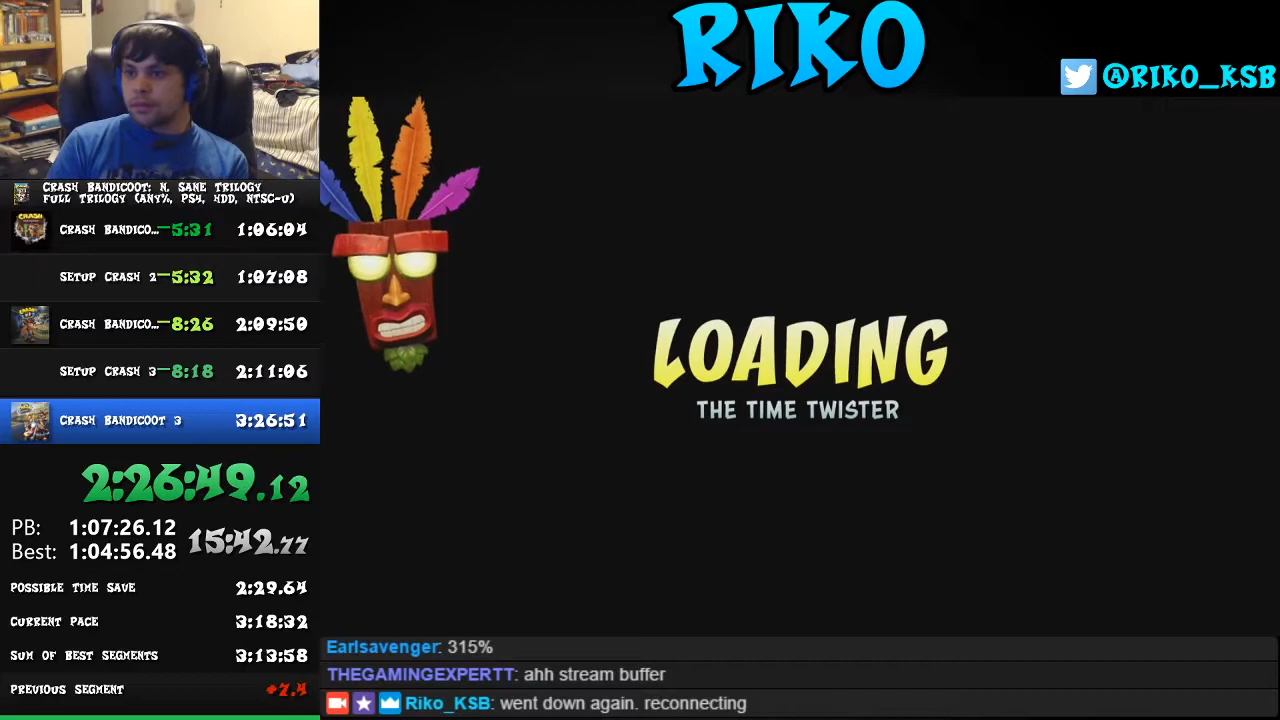 RIKO
@RIKO_KSB
CRASH BANDICOOT: N. SANE TRILOGY
FULL TRILOGY (ANY%, PS4, HDD, NTSC-U)
CRASH BANDICO... -5:31 1:06:04
SETUP CRASH 2 -5:32 1:07:08
CRASH BANDICO... -8:26 2:09:50
SETUP CRASH 3 -8:18 2:11:06
CRASH BANDICOOT 3 3:26:51
2:26:49.12
PB: 1:07:26.12
15:42.77
Best: 1:04:56.48
POSSIBLE TIME SAVE 2:29.64
CURRENT PACE 3:18:32
SUM OF BEST SEGMENTS 3:13:58
PREVIOUS SEGMENT +7.4
LOADING
THE TIME TWISTER
Earlsavenger: 315%
THEGAMINGEXPERTT: ahh stream buffer
Riko_KSB: went down again. reconnecting